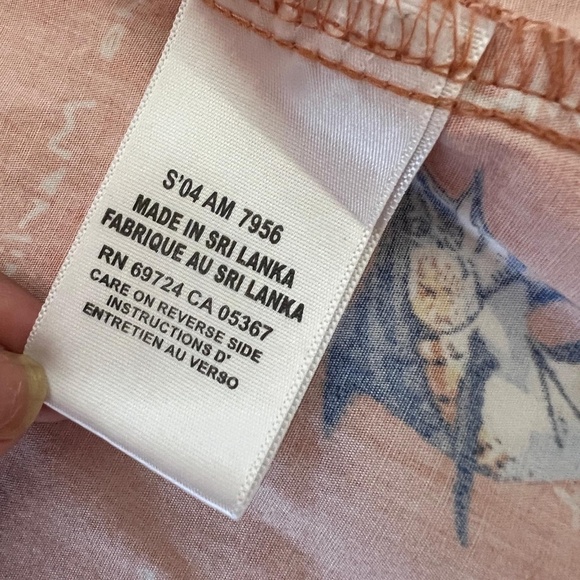 S'04 AM 7956
MADE IN SRI LANKA
FABRIQUE AU SRI LANKA
RN 69724 CA 05367
CARE ON REVERSE SIDE
INSTRUCTIONS D'
ENTRETIEN AU VERSO